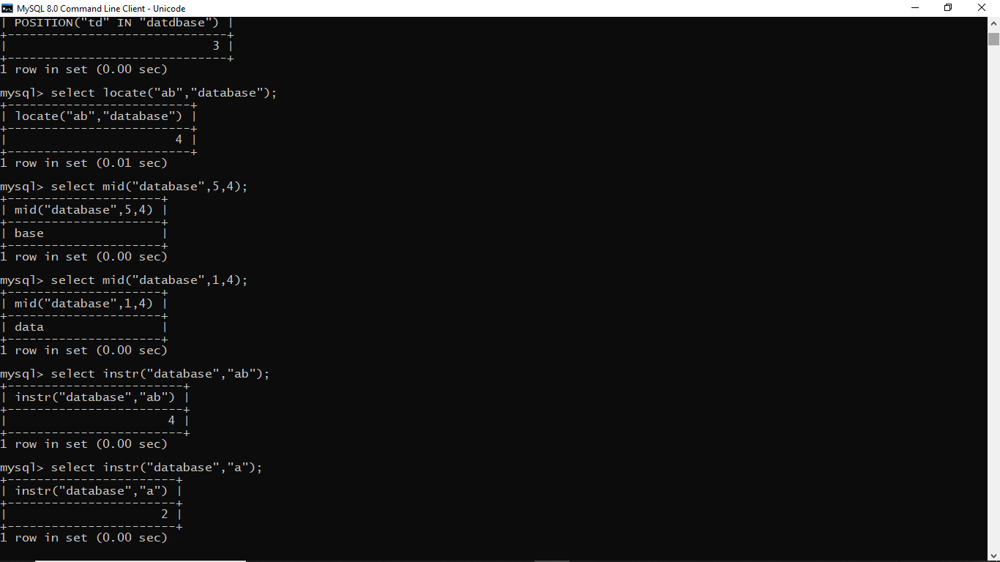 MySQL 8.0 Command Line Client - Unicode
| POSITION("td" IN "datdbase") |
+------------------------------+
|                            3 |
+------------------------------+
1 row in set (0.00 sec)

mysql> select locate("ab","database");
+-------------------------+
| locate("ab","database") |
+-------------------------+
|                       4 |
+-------------------------+
1 row in set (0.01 sec)

mysql> select mid("database",5,4);
+---------------------+
| mid("database",5,4) |
+---------------------+
| base                |
+---------------------+
1 row in set (0.00 sec)

mysql> select mid("database",1,4);
+---------------------+
| mid("database",1,4) |
+---------------------+
| data                |
+---------------------+
1 row in set (0.00 sec)

mysql> select instr("database","ab");
+------------------------+
| instr("database","ab") |
+------------------------+
|                      4 |
+------------------------+
1 row in set (0.00 sec)

mysql> select instr("database","a");
+-----------------------+
| instr("database","a") |
+-----------------------+
|                     2 |
+-----------------------+
1 row in set (0.00 sec)